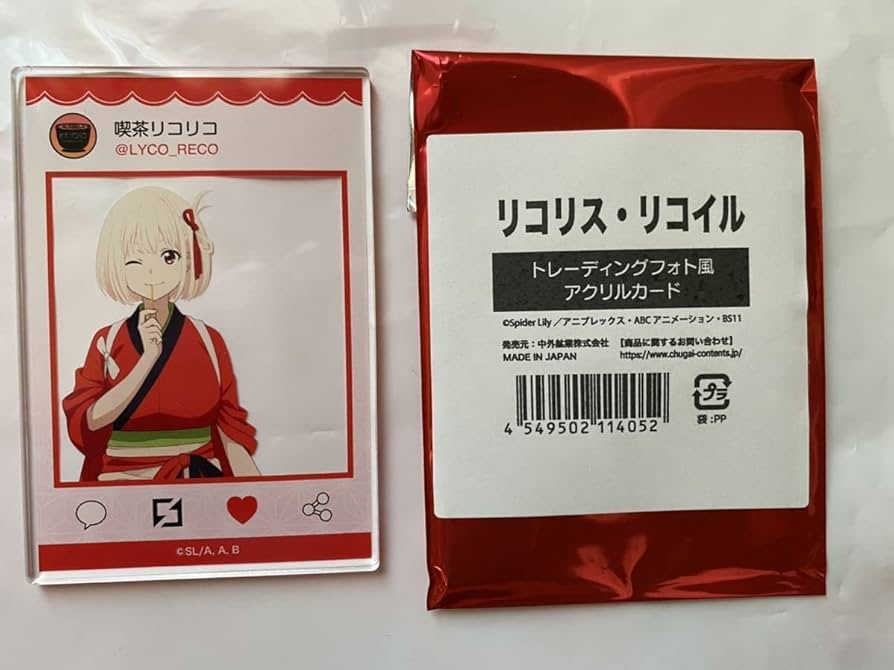 喫茶リコリコ
@LYCO_RECO
©SL/A, A, B
リコリス・リコイル
トレーディングフォト風
アクリルカード
©Spider Lily／アニプレックス・ABCアニメーション・BS11
発売元：中外鉱業株式会社 【商品に関するお問い合わせ】
MADE IN JAPAN https://www.chugai-contents.jp/
4 549502 114052
プラ
袋：PP